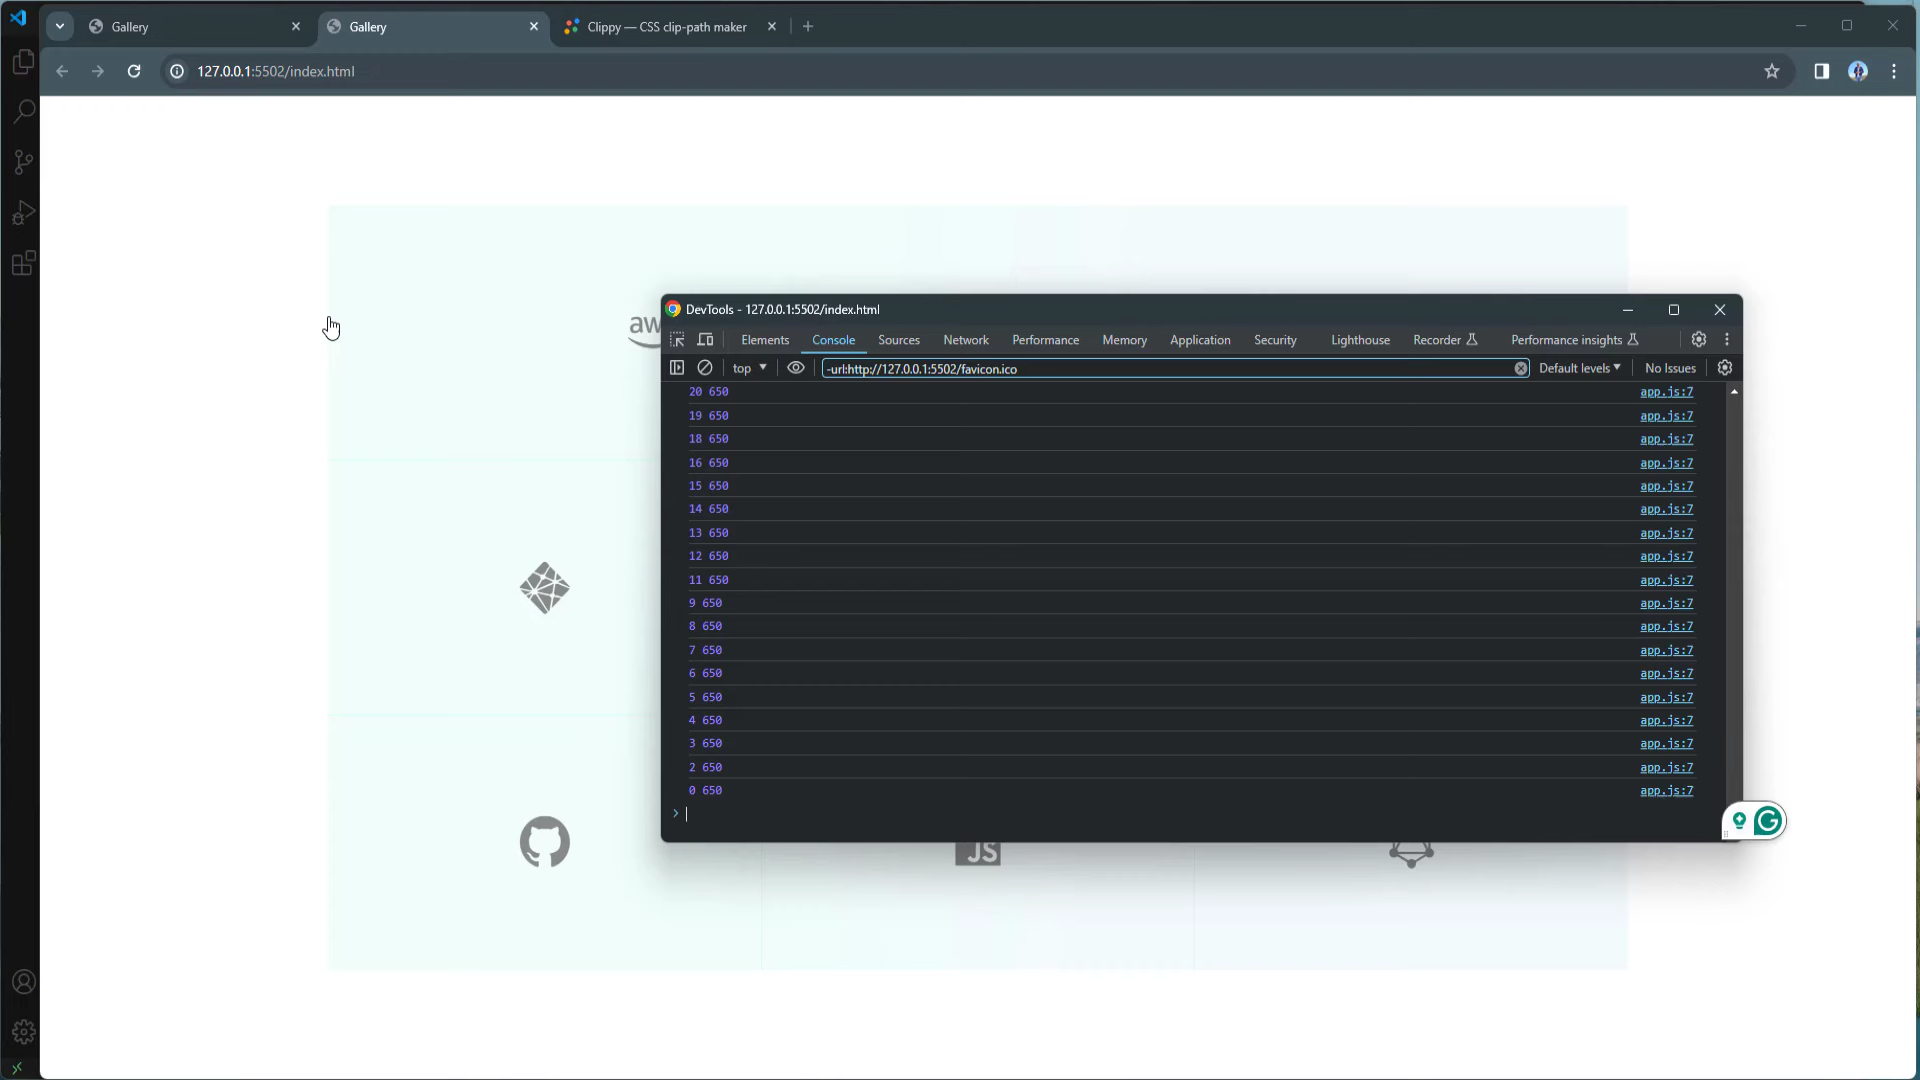 Gallery
Gallery
Clippy — CSS clip-path maker
127.0.0.1:5502/index.html
aw
DevTools - 127.0.0.1:5502/index.html
Elements
Console
Sources
Network
Performance
Memory
Application
Security
Lighthouse
Recorder
Performance insights
top
-url:http://127.0.0.1:5502/favicon.ico
Default levels
No Issues
20 650 app.js:7
19 650 app.js:7
18 650 app.js:7
16 650 app.js:7
15 650 app.js:7
14 650 app.js:7
13 650 app.js:7
12 650 app.js:7
11 650 app.js:7
9 650 app.js:7
8 650 app.js:7
7 650 app.js:7
6 650 app.js:7
5 650 app.js:7
4 650 app.js:7
3 650 app.js:7
2 650 app.js:7
0 650 app.js:7
JS